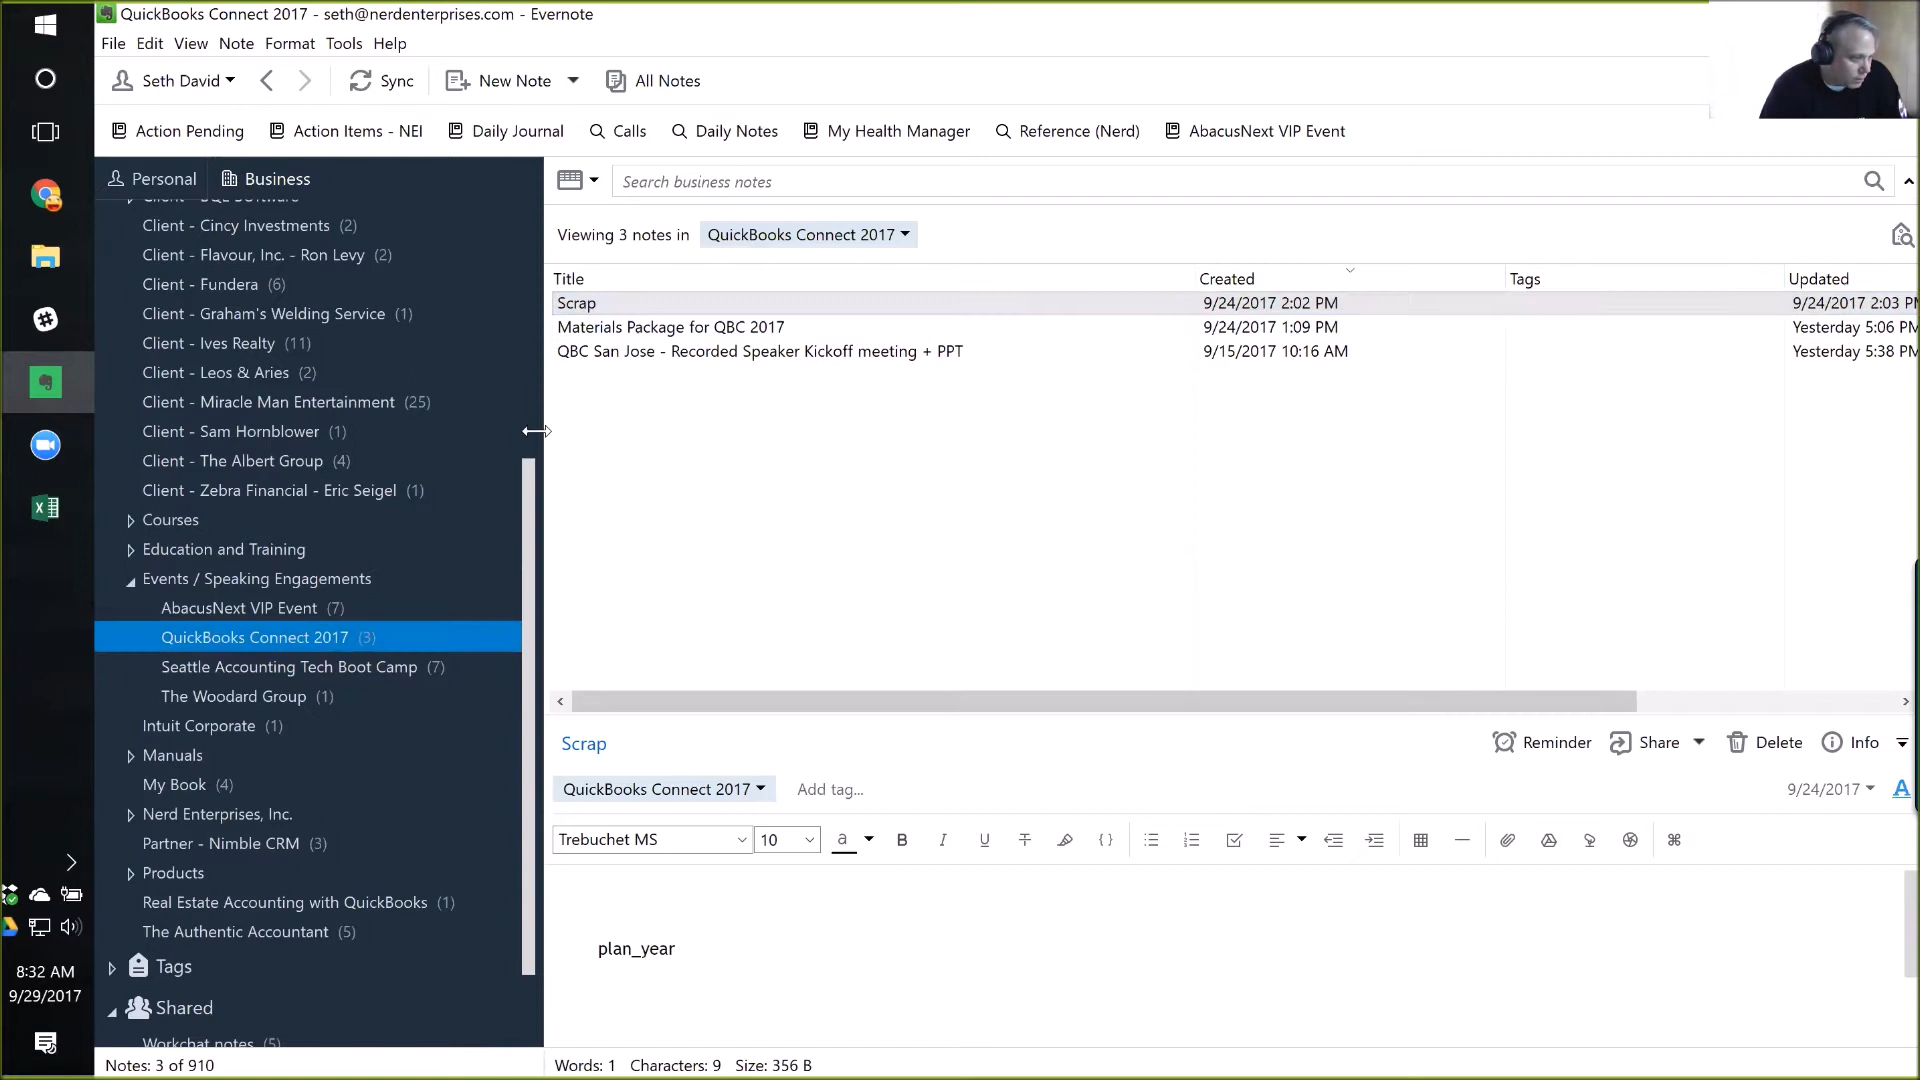 QuickBooks Connect 2017 - seth@nerdenterprises.com - Evernote
File Edit View Note Format Tools Help
Seth David Sync New Note All Notes
Action Pending Action Items - NEI Daily Journal Calls Daily Notes My Health Manager Reference (Nerd) AbacusNext VIP Event
Personal Business
Search business notes
Client - Cincy Investments (2)
Client - Flavour, Inc. - Ron Levy (2)
Client - Fundera (6)
Client - Graham's Welding Service (1)
Client - Ives Realty (11)
Client - Leos & Aries (2)
Client - Miracle Man Entertainment (25)
Client - Sam Hornblower (1)
Client - The Albert Group (4)
Client - Zebra Financial - Eric Seigel (1)
Courses
Education and Training
Events / Speaking Engagements
AbacusNext VIP Event (7)
QuickBooks Connect 2017 (3)
Seattle Accounting Tech Boot Camp (7)
The Woodard Group (1)
Intuit Corporate (1)
Manuals
My Book (4)
Nerd Enterprises, Inc.
Partner - Nimble CRM (3)
Products
Real Estate Accounting with QuickBooks (1)
The Authentic Accountant (5)
Tags
Shared
Workchat notes (5)
Notes: 3 of 910
Viewing 3 notes in QuickBooks Connect 2017
Title Created Tags Updated
Scrap 9/24/2017 2:02 PM 9/24/2017 2:03 PM
Materials Package for QBC 2017 9/24/2017 1:09 PM Yesterday 5:06 PM
QBC San Jose - Recorded Speaker Kickoff meeting + PPT 9/15/2017 10:16 AM Yesterday 5:38 PM
Scrap Reminder Share Delete Info
QuickBooks Connect 2017 Add tag... 9/24/2017
Trebuchet MS 10
plan_year
Words: 1 Characters: 9 Size: 356 B
8:32 AM
9/29/2017